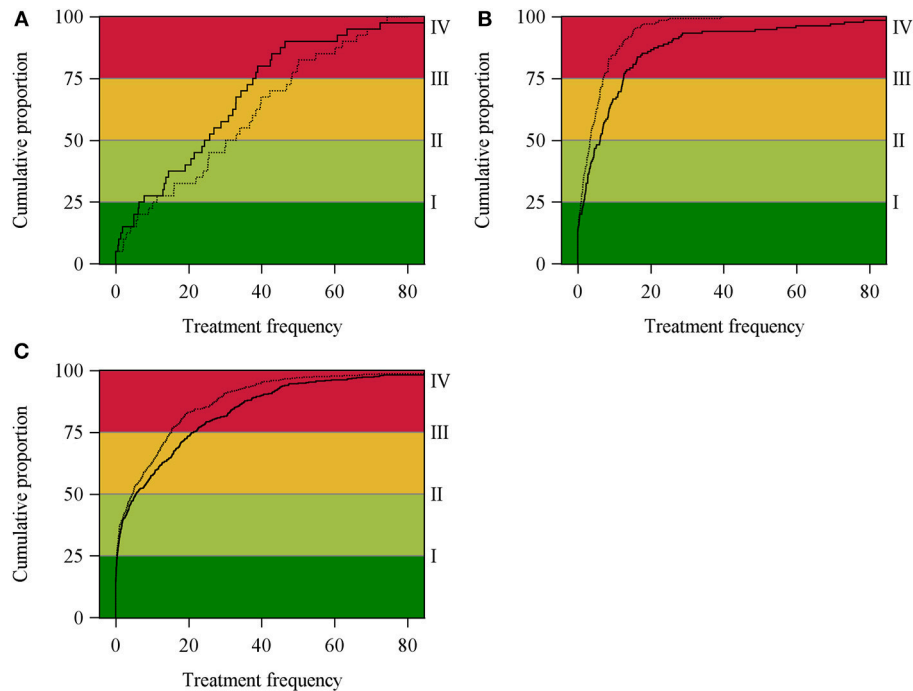 A
Cumulative proportion
100
75
50
25
0
IV
III
II
I
0 20 40 60 80
Treatment frequency
B
Cumulative proportion
100
75
50
25
0
IV
III
II
I
0 20 40 60 80
Treatment frequency
C
Cumulative proportion
100
75
50
25
0
IV
III
II
I
0 20 40 60 80
Treatment frequency